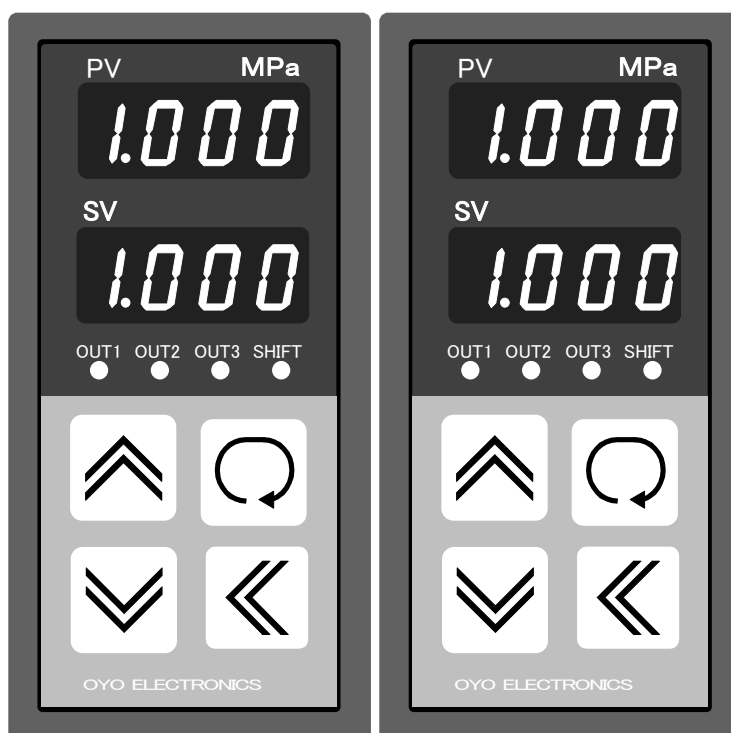 PV MPa
1.000
SV
1.000
OUT1 OUT2 OUT3 SHIFT
OYO ELECTRONICS
PV MPa
1.000
SV
1.000
OUT1 OUT2 OUT3 SHIFT
OYO ELECTRONICS